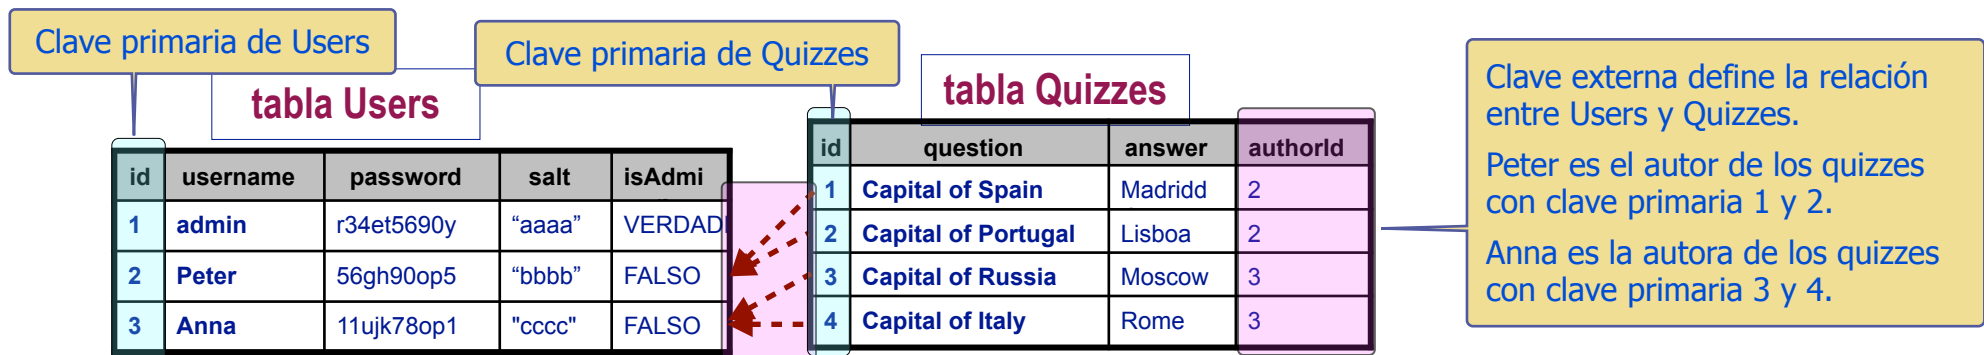 Clave primaria de Users
Clave primaria de Quizzes
tabla Users
tabla Quizzes
id username password salt isAdmi
1 admin r34et5690y “aaaa” VERDADE
2 Peter 56gh90op5 “bbbb” FALSO
3 Anna 11ujk78op1 "cccc" FALSO
id question answer authorId
1 Capital of Spain Madridd 2
2 Capital of Portugal Lisboa 2
3 Capital of Russia Moscow 3
4 Capital of Italy Rome 3
Clave externa define la relación
entre Users y Quizzes.
Peter es el autor de los quizzes
con clave primaria 1 y 2.
Anna es la autora de los quizzes
con clave primaria 3 y 4.